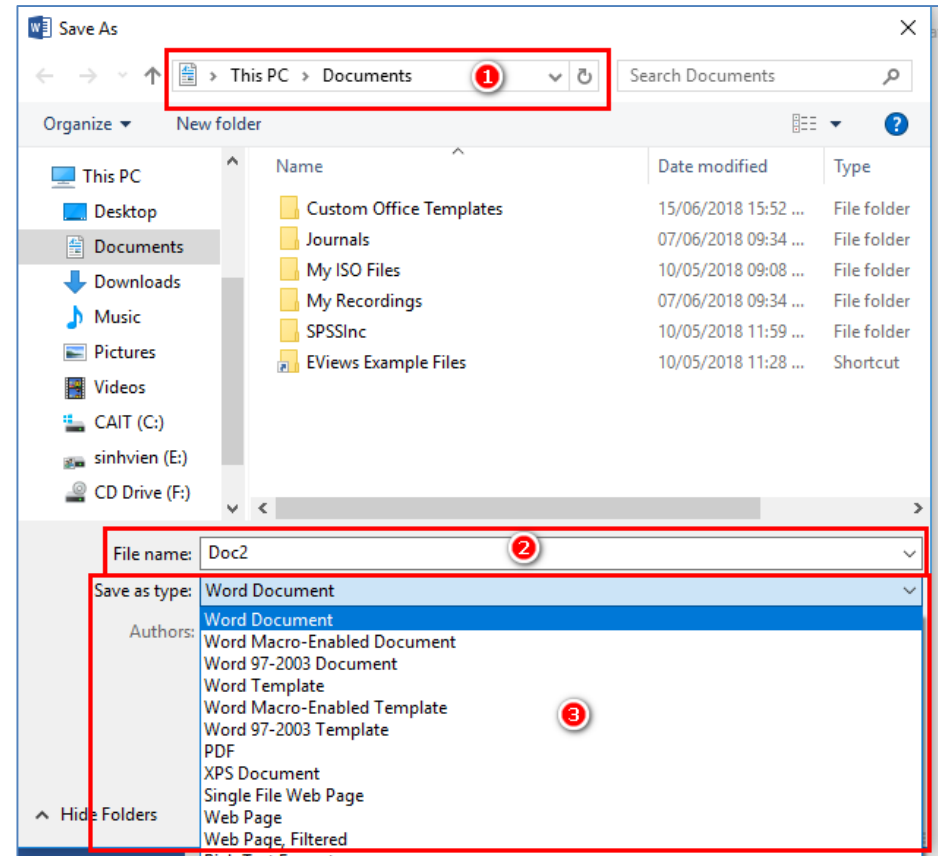 Save As
This PC > Documents
1
Search Documents
Organize
New folder
Name
Date modified
Type
This PC
Desktop
Documents
Downloads
Music
Pictures
Videos
CAIT (C:)
sinhvien (E:)
CD Drive (F:)
Custom Office Templates 15/06/2018 15:52 ... File folder
Journals 07/06/2018 09:34 ... File folder
My ISO Files 10/05/2018 09:08 ... File folder
My Recordings 07/06/2018 09:34 ... File folder
SPSSInc 10/05/2018 11:59 ... File folder
EViews Example Files 10/05/2018 11:28 ... Shortcut
File name: Doc2
2
Save as type: Word Document
Authors:
Word Document
Word Macro-Enabled Document
Word 97-2003 Document
Word Template
Word Macro-Enabled Template
3
Word 97-2003 Template
PDF
XPS Document
Single File Web Page
Web Page
Web Page, Filtered
Hide Folders